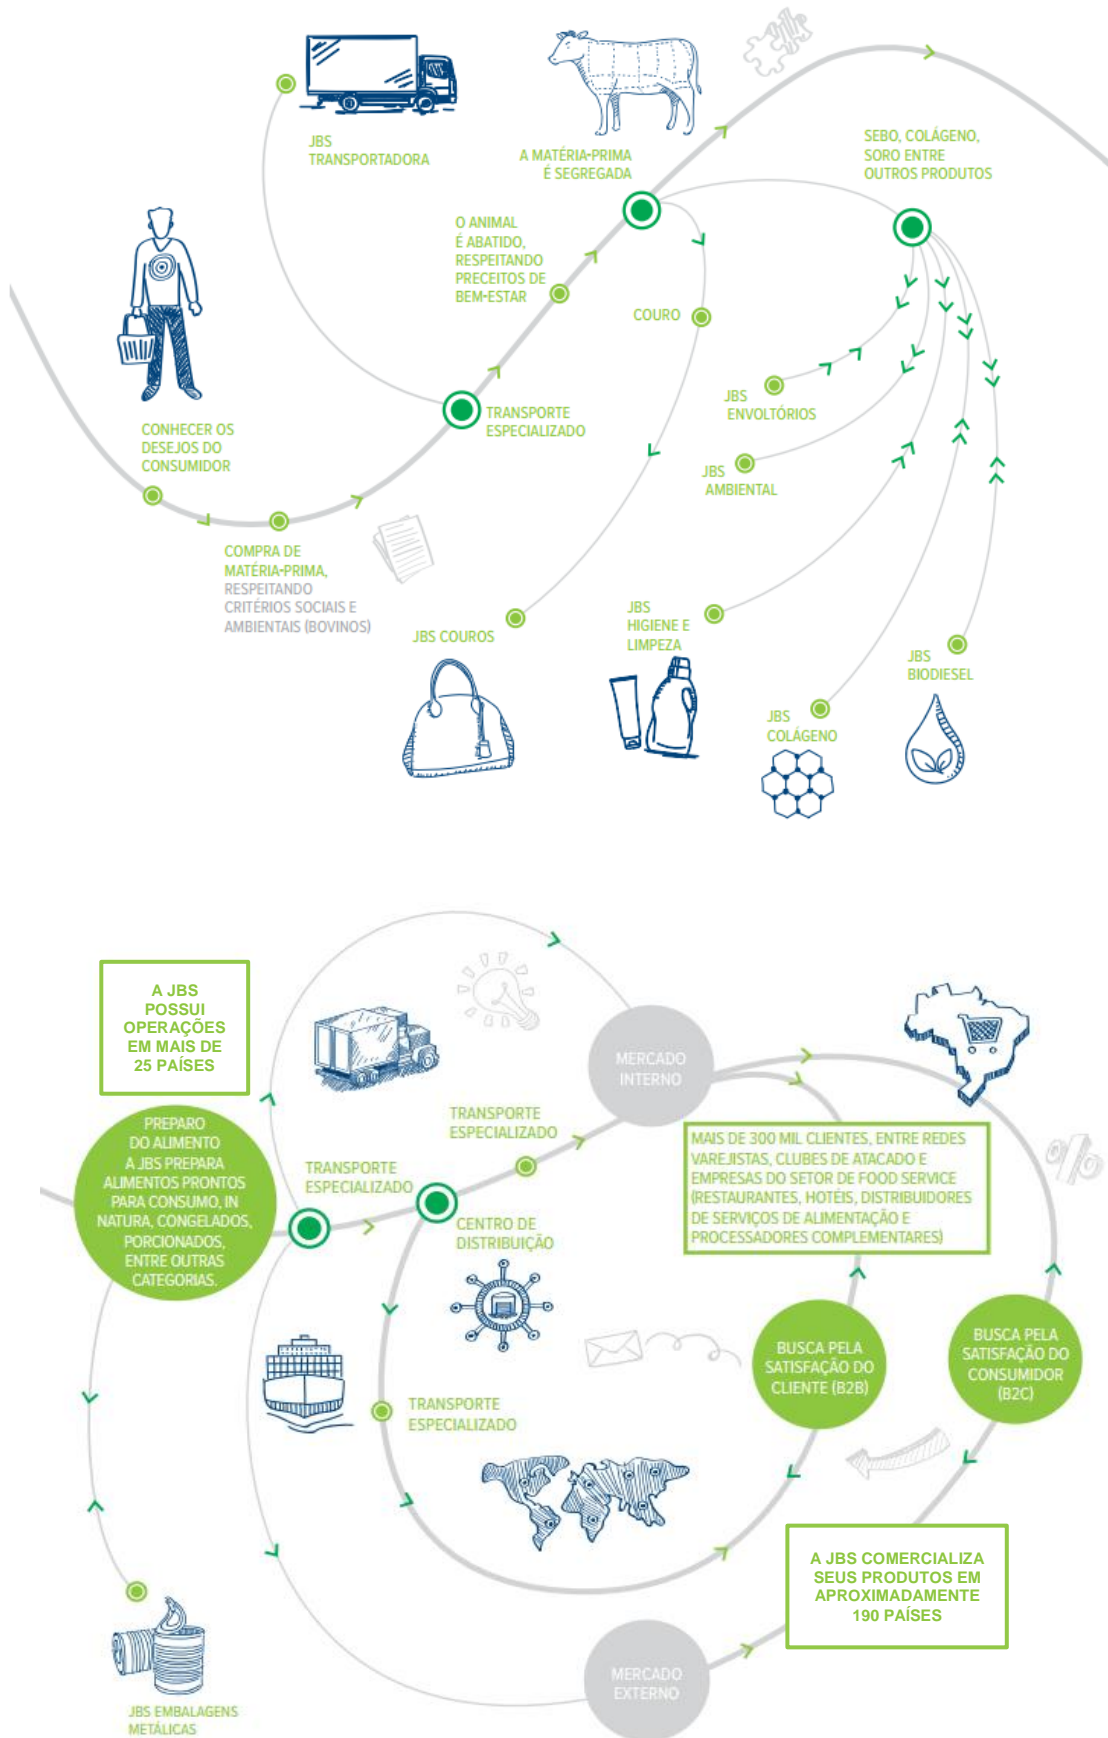 JBS
TRANSPORTADORA
A MATÉRIA-PRIMA
É SEGREGADA
SEBO, COLÁGENO,
SORO ENTRE
OUTROS PRODUTOS
O ANIMAL
É ABATIDO,
RESPEITANDO
PRECEITOS DE
BEM-ESTAR
COURO
JBS
ENVOLTÓRIOS
TRANSPORTE
ESPECIALIZADO
CONHECER OS
DESEJOS DO
CONSUMIDOR
JBS
AMBIENTAL
COMPRA DE
MATÉRIA-PRIMA,
RESPEITANDO
CRITÉRIOS SOCIAIS E
AMBIENTAIS (BOVINOS)
JBS COUROS
JBS
HIGIENE E
LIMPEZA
JBS
BIODIESEL
JBS
COLÁGENO
A JBS
POSSUI
OPERAÇÕES
EM MAIS DE
25 PAÍSES
MERCADO
INTERNO
PREPARO
DO ALIMENTO
A JBS PREPARA
ALIMENTOS PRONTOS
PARA CONSUMO, IN
NATURA, CONGELADOS,
PORCIONADOS,
ENTRE OUTRAS
CATEGORIAS.
TRANSPORTE
ESPECIALIZADO
TRANSPORTE
ESPECIALIZADO
MAIS DE 300 MIL CLIENTES, ENTRE REDES
VAREJISTAS, CLUBES DE ATACADO E
EMPRESAS DO SETOR DE FOOD SERVICE
(RESTAURANTES, HOTÉIS, DISTRIBUIDORES
DE SERVIÇOS DE ALIMENTAÇÃO E
PROCESSADORES COMPLEMENTARES)
CENTRO DE
DISTRIBUIÇÃO
BUSCA PELA
SATISFAÇÃO DO
CLIENTE (B2B)
BUSCA PELA
SATISFAÇÃO DO
CONSUMIDOR
(B2C)
TRANSPORTE
ESPECIALIZADO
A JBS COMERCIALIZA
SEUS PRODUTOS EM
APROXIMADAMENTE
190 PAÍSES
MERCADO
EXTERNO
JBS EMBALAGENS
METÁLICAS